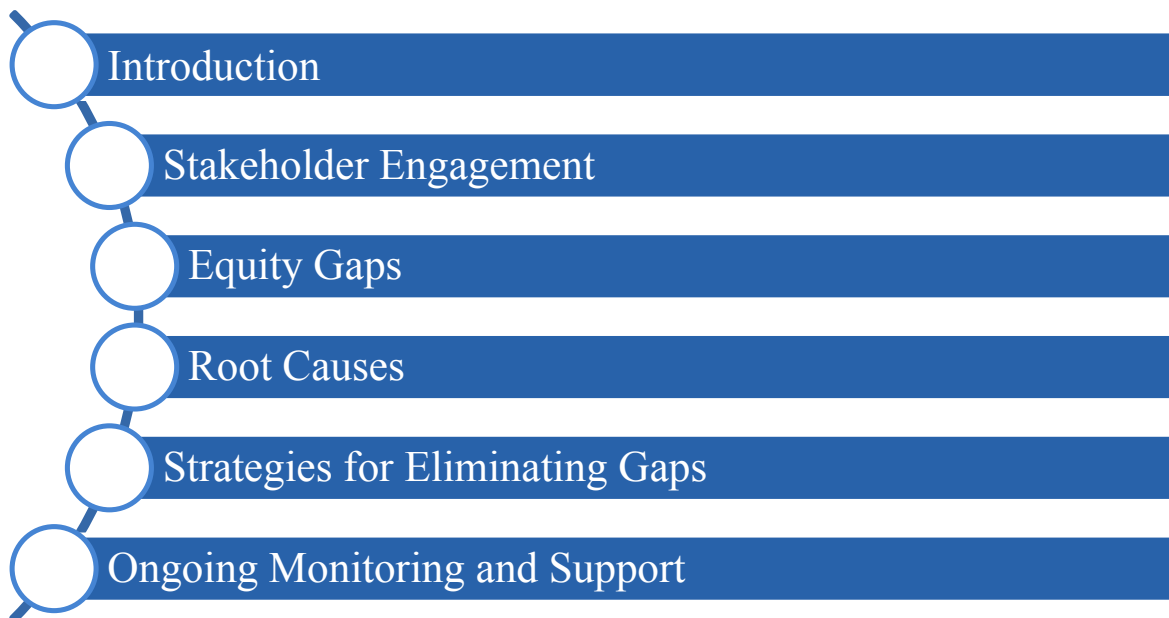 Introduction
Stakeholder Engagement
Equity Gaps
Root Causes
Strategies for Eliminating Gaps
Ongoing Monitoring and Support